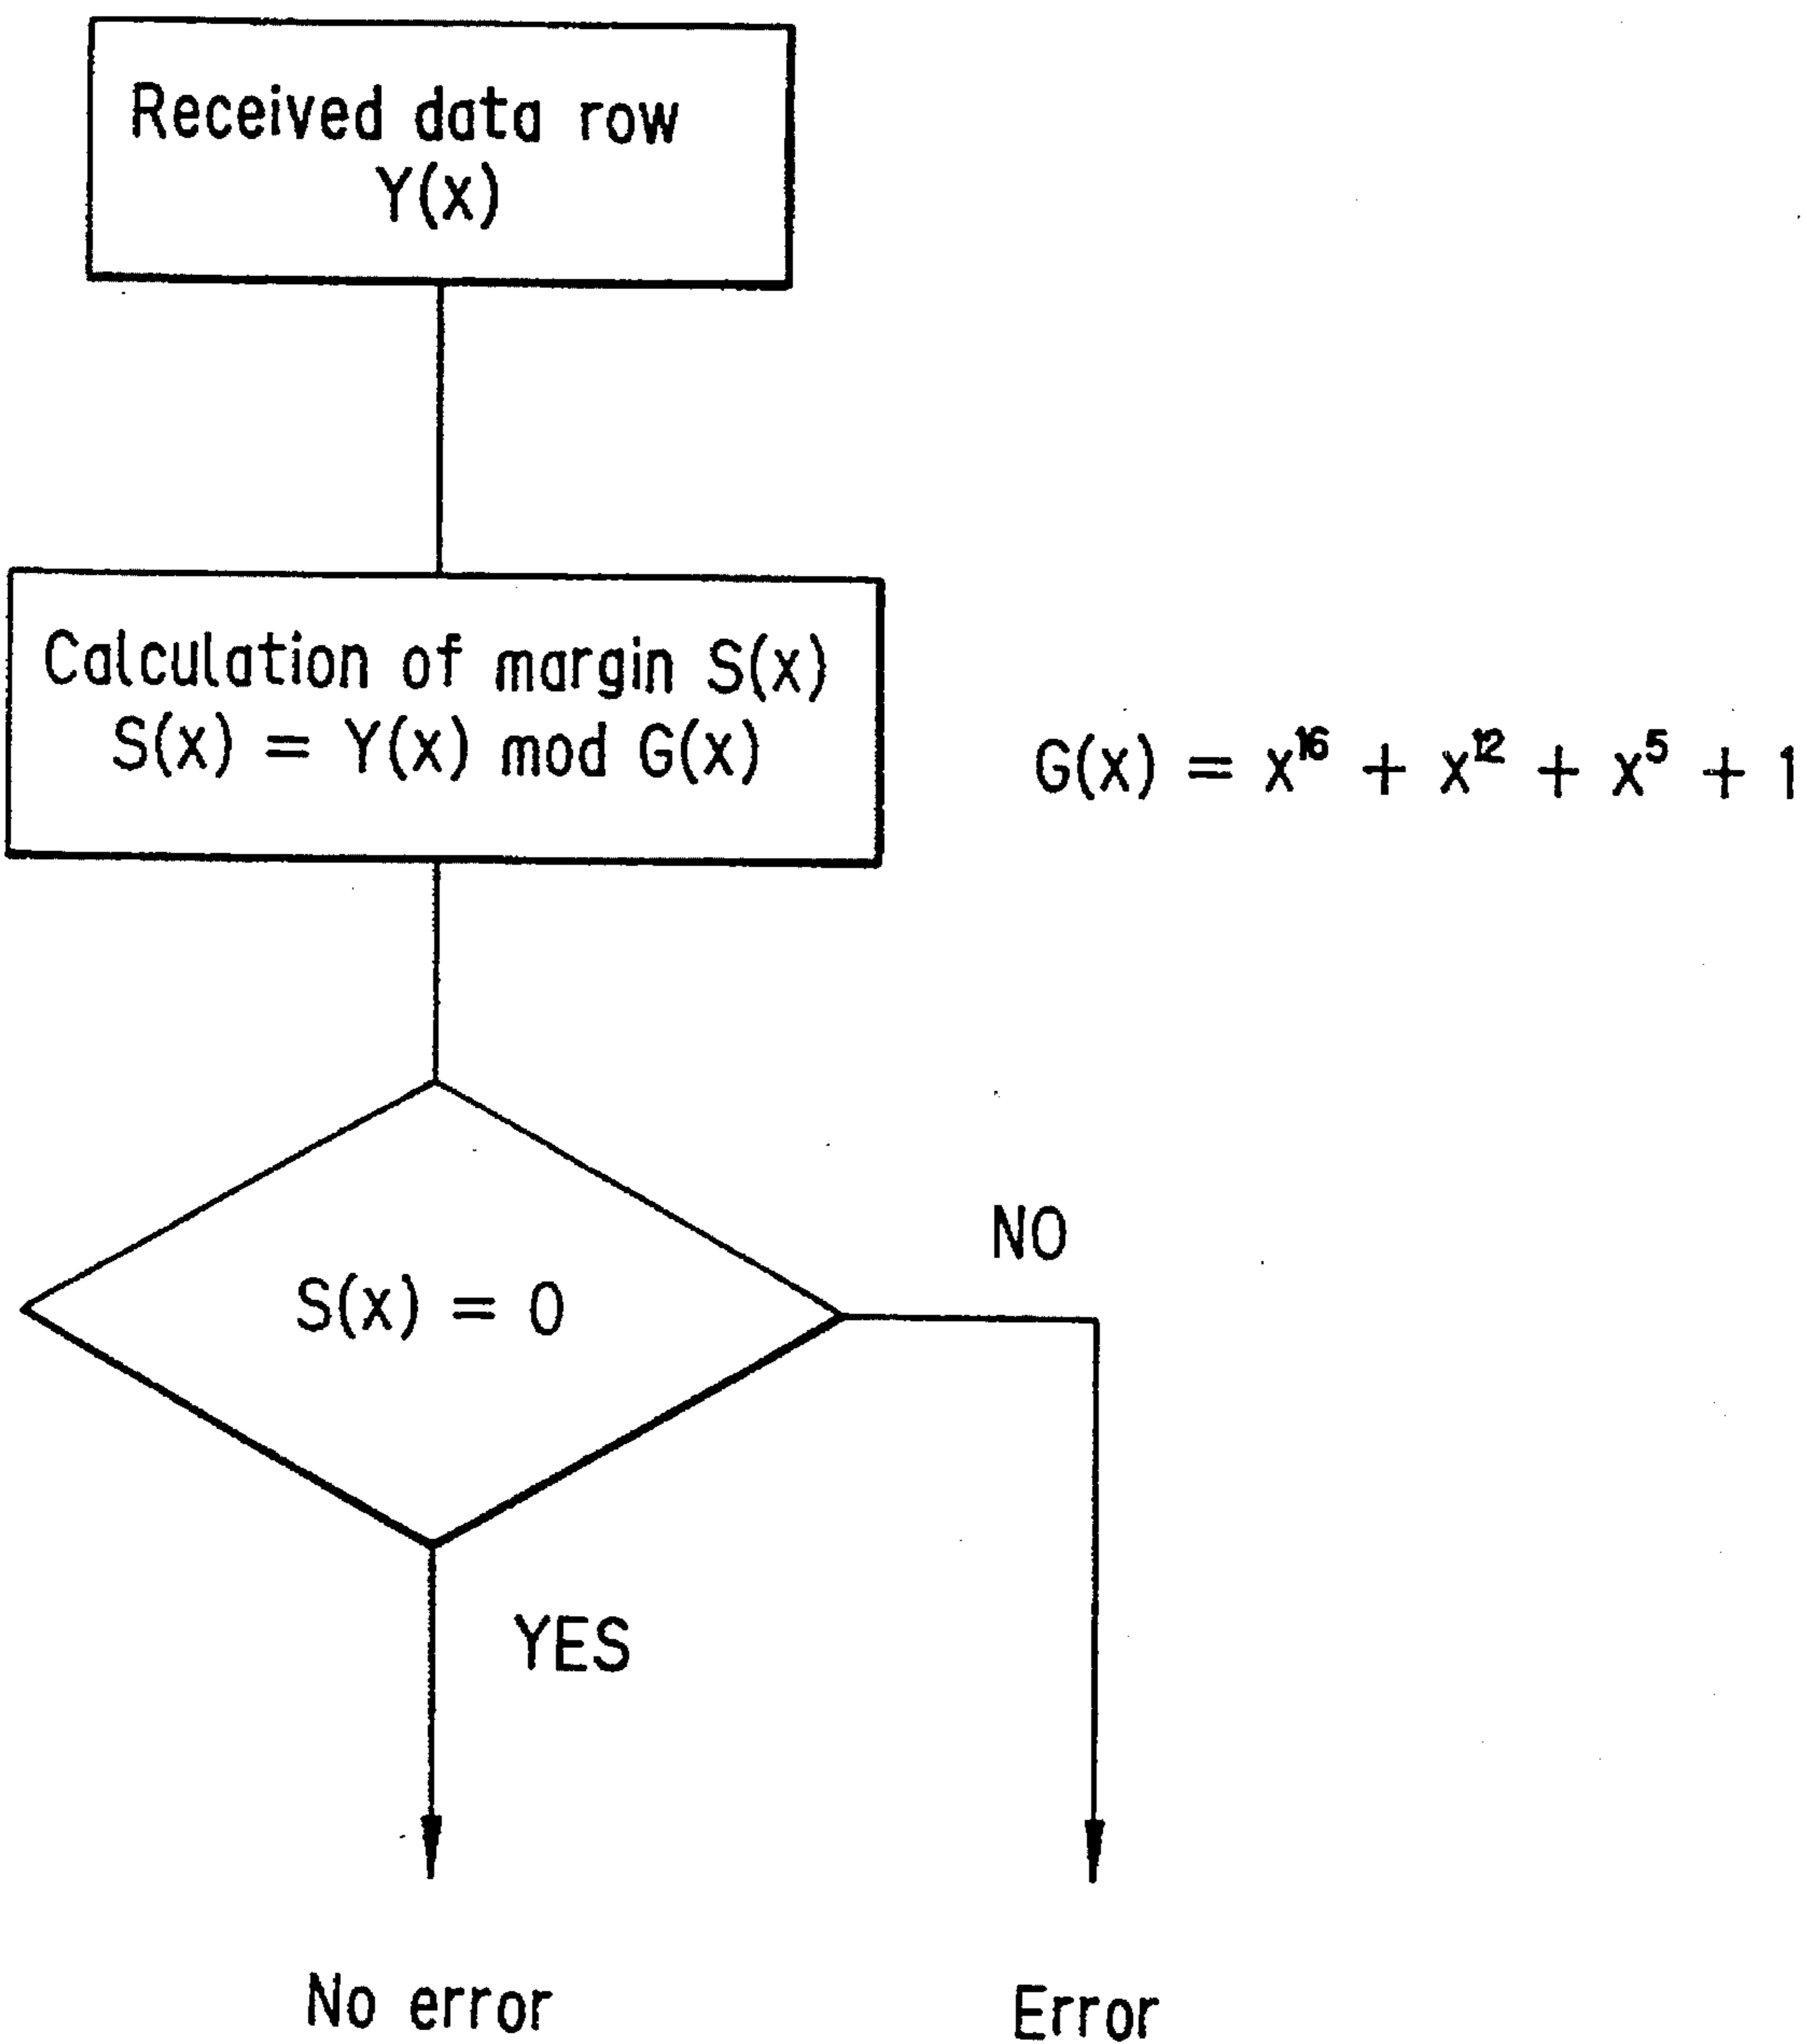 Received data row
Y(x)
Calculation of margin S(x)
S(x) = Y(x) mod G(x)
G(x) = x¹⁶ + x¹² + x⁵ + 1
S(x) = 0
NO
YES
No error
Error